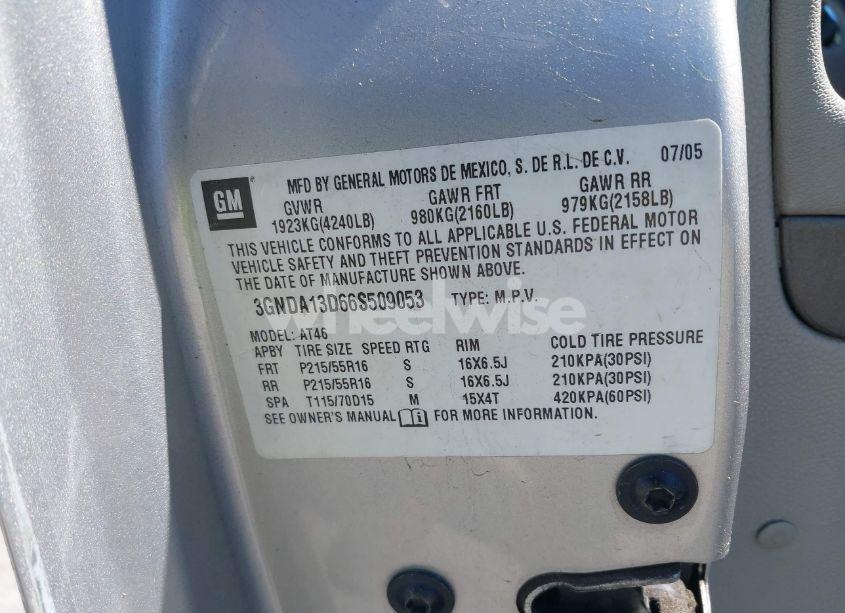 MFD BY GENERAL MOTORS DE MEXICO, S. DE R.L. DE C.V. 07/05
GM
GVWR GAWR FRT GAWR RR
1923KG(4240LB) 980KG(2160LB) 979KG(2158LB)
THIS VEHICLE CONFORMS TO ALL APPLICABLE U.S. FEDERAL MOTOR
VEHICLE SAFETY AND THEFT PREVENTION STANDARDS IN EFFECT ON
THE DATE OF MANUFACTURE SHOWN ABOVE.
3GNDA13D66S509053 TYPE: M.P.V.
wheelwise
MODEL: AT46
APBY TIRE SIZE SPEED RTG RIM COLD TIRE PRESSURE
FRT P215/55R16 S 16X6.5J 210KPA(30PSI)
RR P215/55R16 S 16X6.5J 210KPA(30PSI)
SPA T115/70D15 M 15X4T 420KPA(60PSI)
SEE OWNER'S MANUAL FOR MORE INFORMATION.